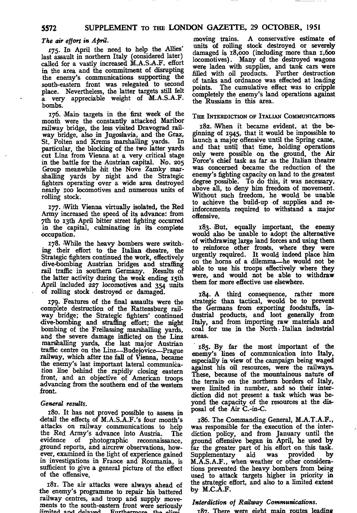 5572 SUPPLEMENT TO THE LONDON GAZETTE, 29 OCTOBER, 1951
The air effort in April.
175. In April the need to help the Allies'
last assault in northern Italy (considered later)
called for a vastly increased M.A.S.A.F. effort
in the area and the commitment of disrupting
the enemy's communications supporting the
south-eastern front was relegated to second
place. Nevertheless, the latter targets still felt
a very appreciable weight of M.A.S.A.F.
bombs.
176. Main targets in the first week of the
month were the constantly attacked Maribor
railway bridge, the less visited Dravograd rail-
way bridge, also in Jugoslavia, and the Graz,
St. Polten and Krems marshalling yards. In
particular, the blocking of the two latter yards
cut Linz from Vienna at a very critical stage
in the battle for the Austrian capital. No. 205
Group meanwhile hit the Nove Zamky mar-
shalling yards by night and the Strategic
fighters operating over a wide area destroyed
nearly 100 locomotives and numerous units of
rolling stock.
177. With Vienna virtually isolated, the Red
Army increased the speed of its advance: from
7th to 13th April bitter street fighting occurred
in the capital, culminating in its complete
occupation.
178. While the heavy bombers were switch-
ing their effort to the Italian theatre, the
Strategic fighters continued the work, effectively
dive-bombing Austrian bridges and strafing
rail traffic in southern Germany. Results of
the latter activity during the week ending 15th
April included 227 locomotives and 354 units
of rolling stock destroyed or damaged.
179. Features of the final assaults were the
complete destruction of the Rattensberg rail-
way bridge; the Strategic fighters' continued
dive-bombing and strafing effort; the night
bombing of the Freilassing marshalling yards,
and the severe damage inflicted on the Linz
marshalling yards, the last major Austrian
traffic centre on the Linz—Budejovice—Prague
railway, which after the fall of Vienna, became
the enemy's last important lateral communica-
tion line behind the rapidly closing eastern
front, and an objective of American troops
advancing from the southern end of the western
front.
General results.
180. It has not proved possible to assess in
detail the effects of M.A.S.A.F.'s four month's
attacks on railway communications to help
the Red Army's advance into Austria. The
evidence of photographic reconnaissance,
ground reports, and aircrew observations, how-
ever, examined in the light of experience gained
in investigations in France and Roumania, is
sufficient to give a general picture of the effect
of the offensive.
181. The air attacks were always ahead of
the enemy's programme to repair his battered
railway centres, and troop and supply move-
ments to the south-eastern front were seriously
limited and delayed. Furthermore the
moving trains. A conservative estimate of
units of rolling stock destroyed or severely
damaged is 18,000 (including more than 2,600
locomotives). Many of the destroyed wagons
were laden with supplies, and tank cars were
filled with oil products. Further destruction
of tanks and ordnance was effected at loading
points. The cumulative effect was to cripple
completely the enemy's land operations against
the Russians in this area.
THE INTERDICTION OF ITALIAN COMMUNICATIONS
182. When it became evident, at the be-
ginning of 1945, that it would be impossible to
launch a major offensive until the Spring came,
and that until that time, holding operations
only were possible on the ground, the Air
Force's chief task as far as the Italian theatre
was concerned became the reduction of the
enemy's fighting capacity on land to the greatest
degree possible. To do this, it was necessary,
above all, to deny him freedom of movement.
Without such freedom, he would be unable
to achieve the build-up of supplies and re-
inforcements required to withstand a major
offensive.
183. But, equally important, the enemy
would also be unable to adopt the alternative
of withdrawing large land forces and using them
to reinforce other fronts, where they were
urgently required. It would indeed place him
on the horns of a dilemma—he would not be
able to use his troops effectively where they
were, and would not be able to withdraw
them for more effective use elsewhere.
184. A third consequence, rather more
strategic than tactical, would be to prevent
the Germans from exporting foodstuffs, in-
dustrial products, and loot generally from
Italy, and from importing raw materials and
coal for use in the North Italian industrial
areas.
185. By far the most important of the
enemy's lines of communication into Italy,
especially in view of the campaign being waged
against his oil resources, were the railways.
These, because of the mountainous nature of
the terrain on the northern borders of Italy,
were limited in number, and so their inter-
diction did not present a task which was be-
yond the capacity of the resources at the dis-
posal of the Air C.-in-C.
186. The Commanding General, M.A.T.A.F.,
was responsible for the execution of the inter-
diction policy, and from January until the
ground offensive began in April, he used by
far the greater part of his effort on this task.
Supplementary aid was provided by
M.A.S.A.F., when weather or other considera-
tions prevented the heavy bombers from being
used to attack targets higher in priority in
the strategic effort, and also to a limited extent
by M.A.C.F.
Interdiction of Railway Communications.
187. There were eight main routes leading